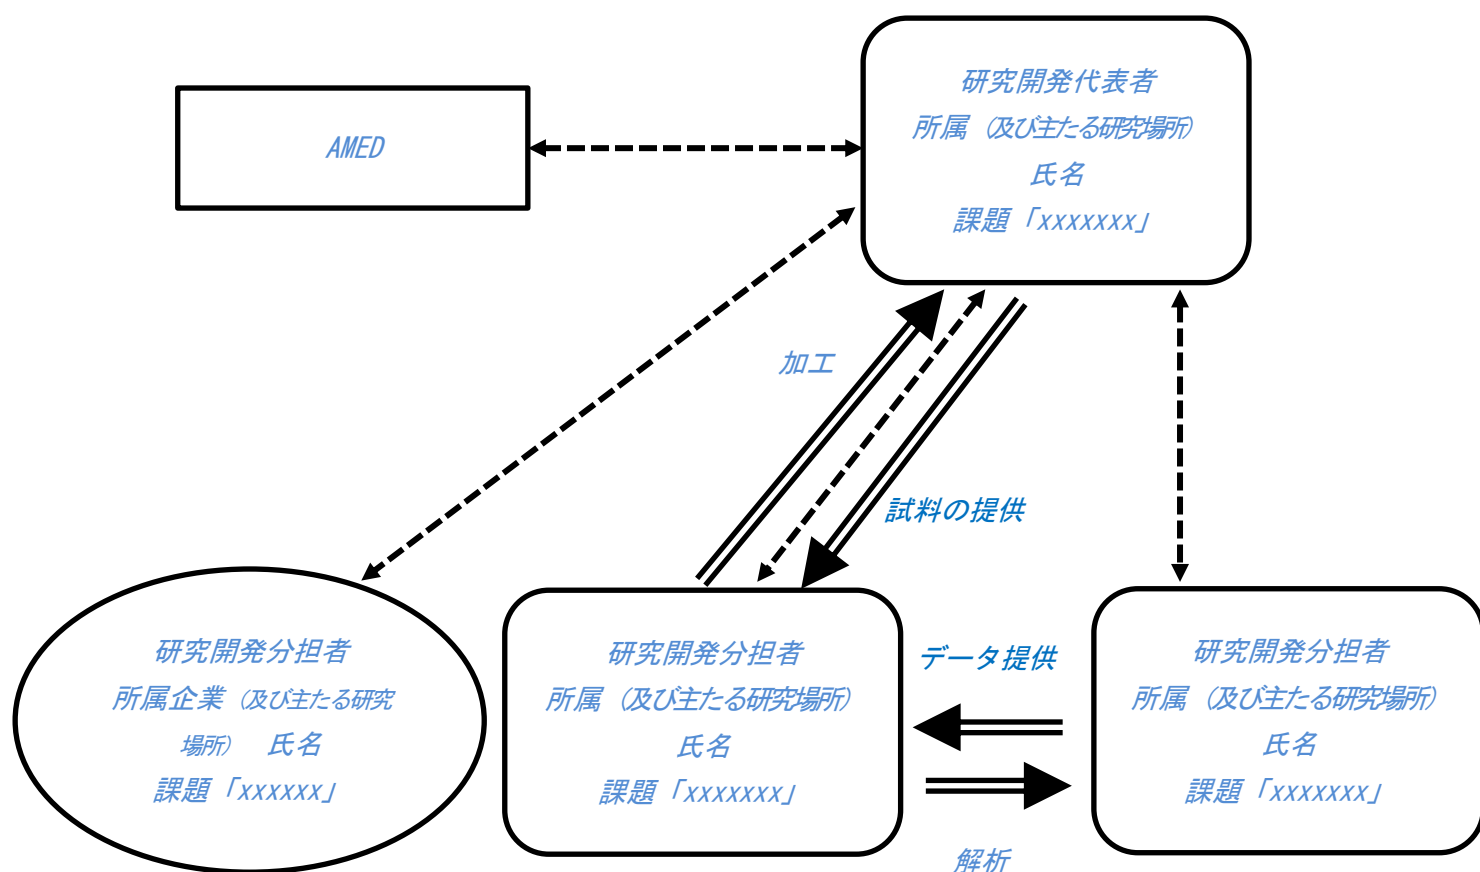 研究開発代表者
所属（及び主たる研究場所）
氏名
課題「xxxxxxx」
AMED
加工
試料の提供
研究開発分担者
所属企業（及び主たる研究
場所）　氏名
課題「xxxxxx」
研究開発分担者
所属（及び主たる研究場所）
氏名
課題「xxxxxxx」
データ提供
解析
研究開発分担者
所属（及び主たる研究場所）
氏名
課題「xxxxxxx」